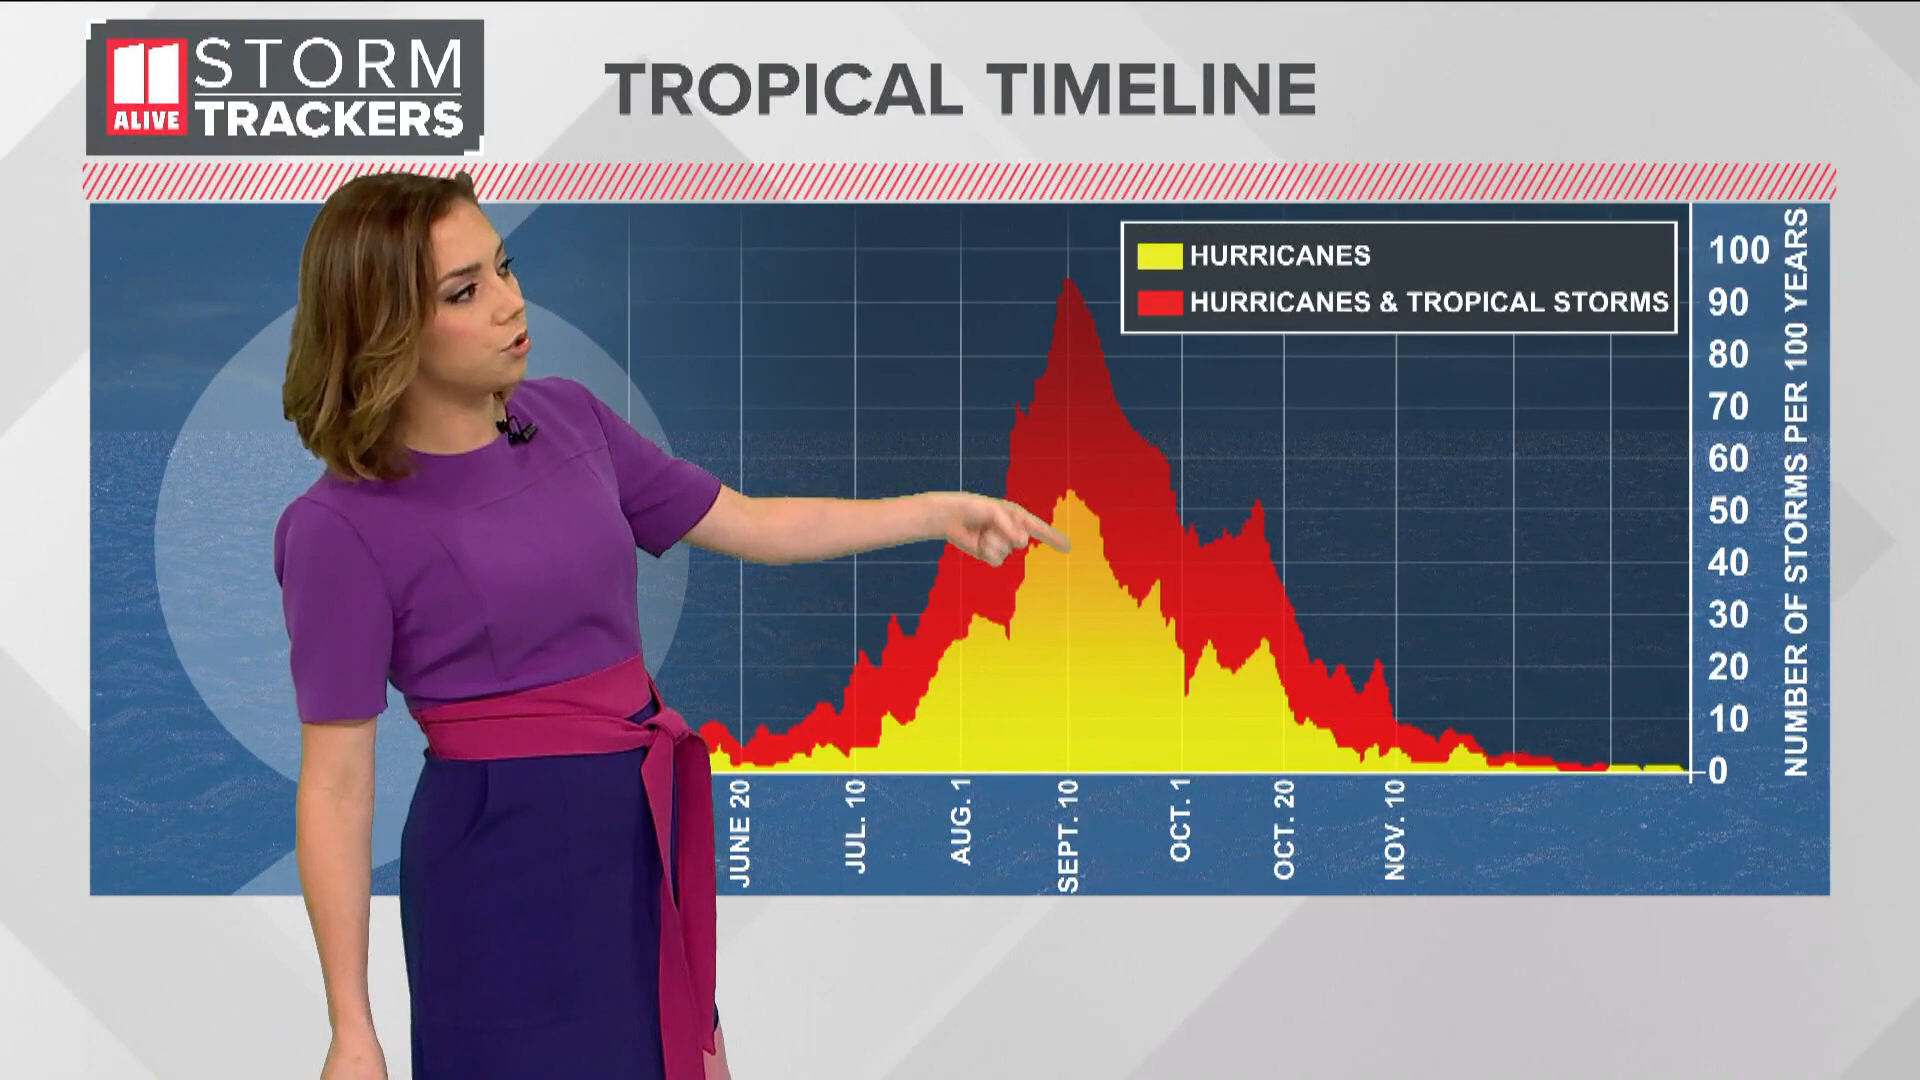 11
ALIVE
STORM
TRACKERS
TROPICAL TIMELINE
HURRICANES
HURRICANES & TROPICAL STORMS
100
90
80
70
60
50
40
30
20
10
0
NUMBER OF STORMS PER 100 YEARS
JUNE 20
JUL. 10
AUG. 1
SEPT. 10
OCT. 1
OCT. 20
NOV. 10